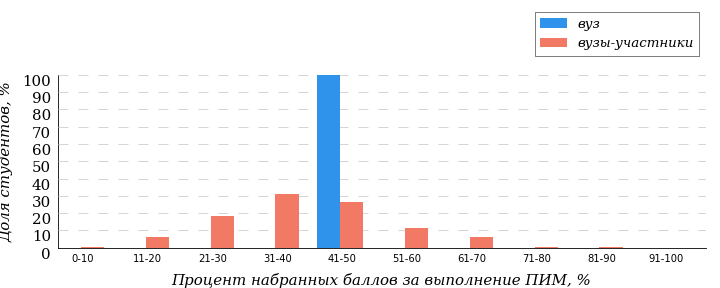 вуз
вузы-участники
Доля студентов, %
100
90
80
70
60
50
40
30
20
10
0
0-10 11-20 21-30 31-40 41-50 51-60 61-70 71-80 81-90 91-100
Процент набранных баллов за выполнение ПИМ, %